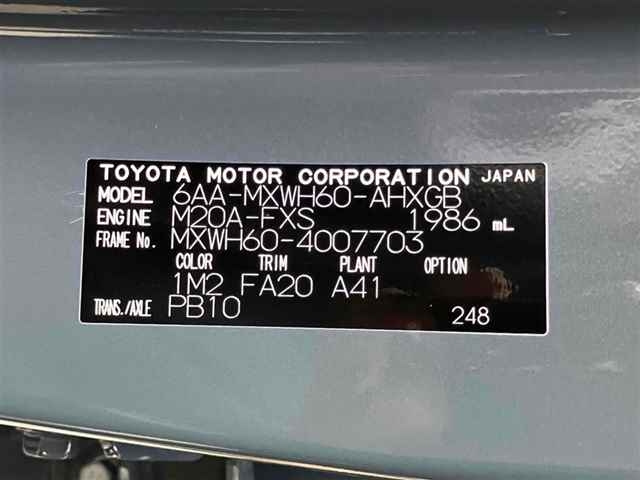 TOYOTA MOTOR CORPORATION JAPAN
MODEL 6AA-MXWH60-AHXGB
ENGINE M20A-FXS 1986 mL
FRAME No. MXWH60-4007703
COLOR TRIM PLANT OPTION
1M2 FA20 A41
TRANS./AXLE PB10 248